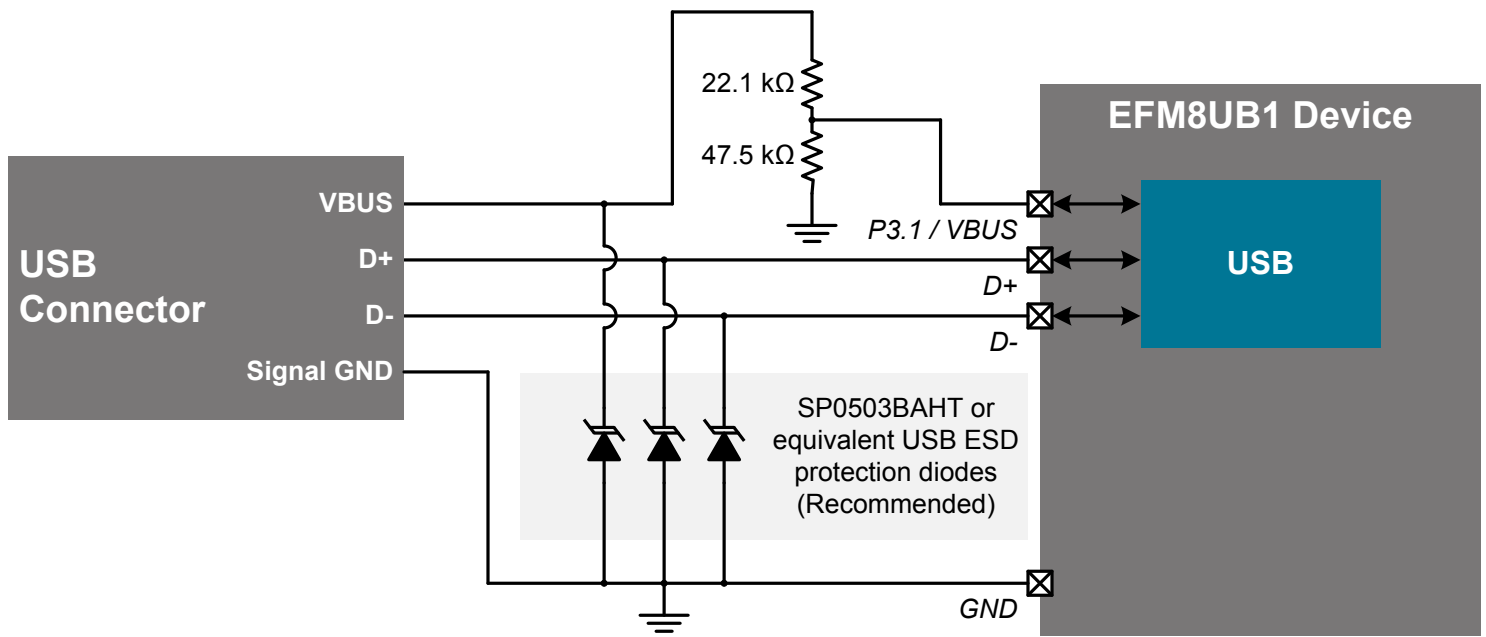 22.1 kΩ
47.5 kΩ
EFM8UB1 Device
USB
Connector
VBUS
D+
D-
Signal GND
P3.1 / VBUS
D+
D-
USB
SP0503BAHT or
equivalent USB ESD
protection diodes
(Recommended)
GND